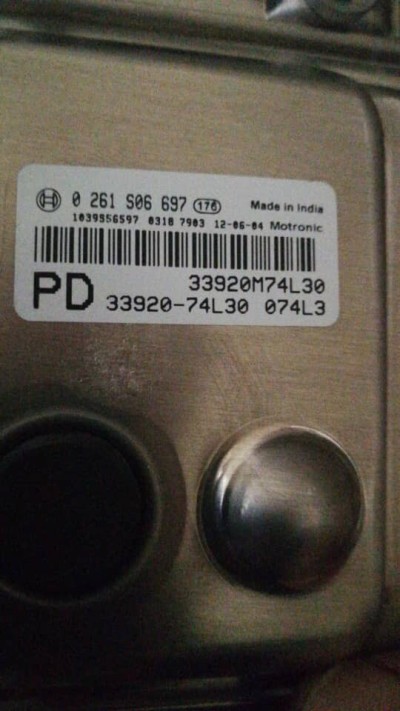 0 261 S06 697 176 Made in India
1039S56S97 0318 7903 12-06-04 Motronic
33920M74L30
PD 33920-74L30 074L3